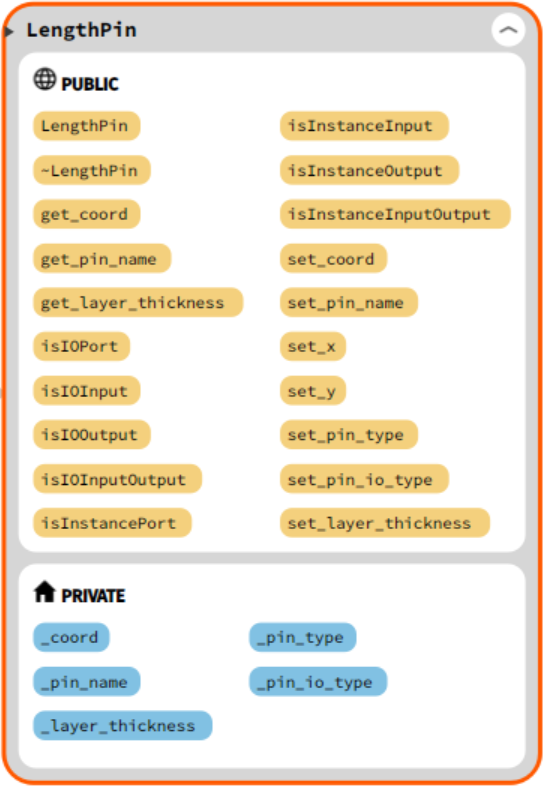 LengthPin
PUBLIC
LengthPin
~LengthPin
get_coord
get_pin_name
get_layer_thickness
isIOPort
isIOInput
isIOOutput
isIOInputOutput
isInstancePort
isInstanceInput
isInstanceOutput
isInstanceInputOutput
set_coord
set_pin_name
set_x
set_y
set_pin_type
set_pin_io_type
set_layer_thickness
PRIVATE
_coord
_pin_name
_layer_thickness
_pin_type
_pin_io_type